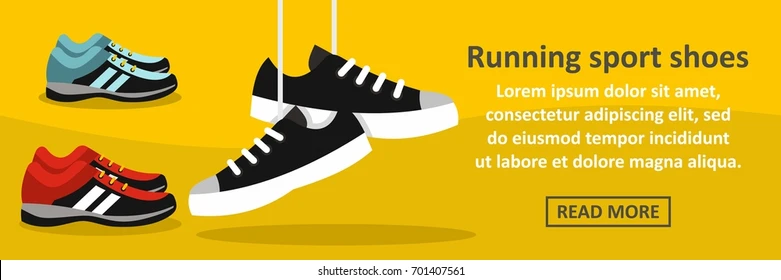 Running sport shoes
Lorem ipsum dolor sit amet,
consectetur adipiscing elit, sed
do eiusmod tempor incididunt
ut labore et dolore magna aliqua.
READ MORE
shutterstock.com · 701407561